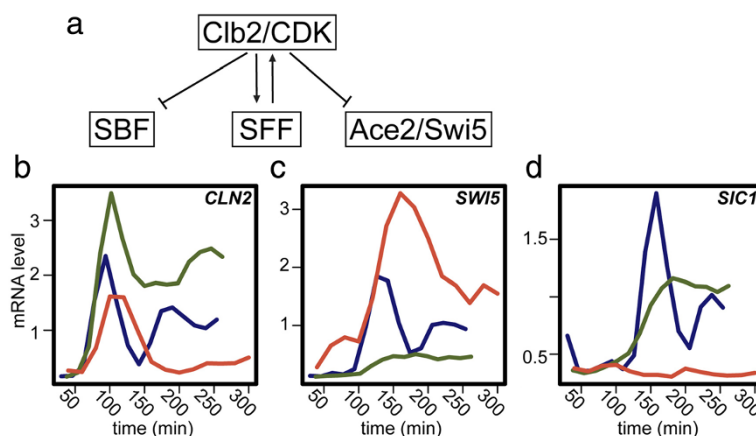 a
Clb2/CDK
SBF SFF Ace2/Swi5
b c d
CLN2 SWI5 SIC1
mRNA level
3 2 1
3 2 1
1.5 1 0.5
50 100 150 200 250 300 50 100 150 200 250 300 50 100 150 200 250 300
time (min) time (min) time (min)